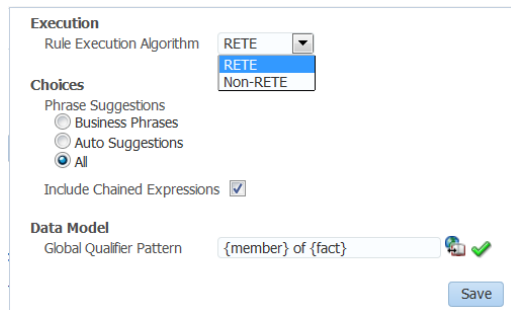 Execution
Rule Execution Algorithm RETE
RETE
Non-RETE
Choices
Phrase Suggestions
Business Phrases
Auto Suggestions
All
Include Chained Expressions
Data Model
Global Qualifier Pattern {member} of {fact}
Save